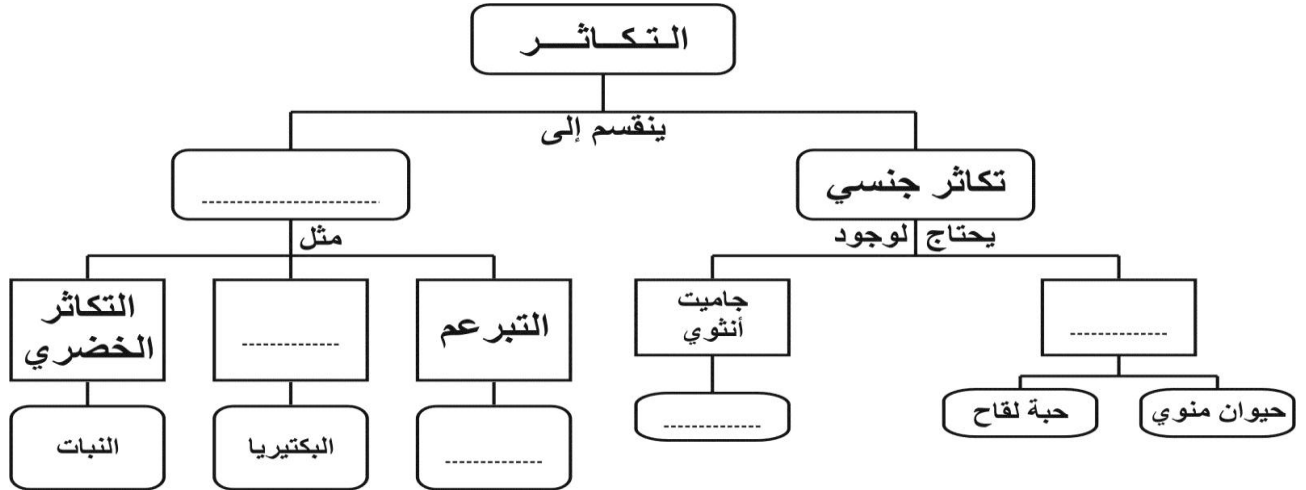 التكاثر
ينقسم إلى
تكاثر جنسي
..............................
يحتاج لوجود
مثل
..................
جاميت
أنثوي
التبرعم
..................
التكاثر
الخضري
حيوان منوي
حبة لقاح
..................
..................
البكتيريا
النبات